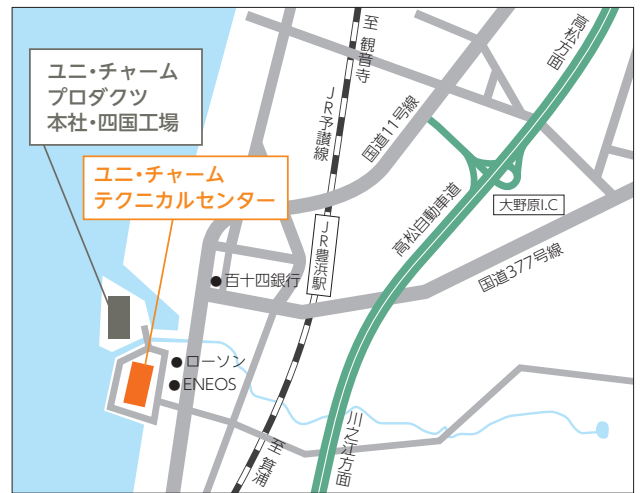 ユニ・チャーム
プロダクツ
本社・四国工場
ユニ・チャーム
テクニカルセンター
至 観音寺
JR予讃線
国道11号線
高松方面
高松自動車道
大野原I.C
国道377号線
JR豊浜駅
百十四銀行
ローソン
ENEOS
川之江方面
至 箕浦